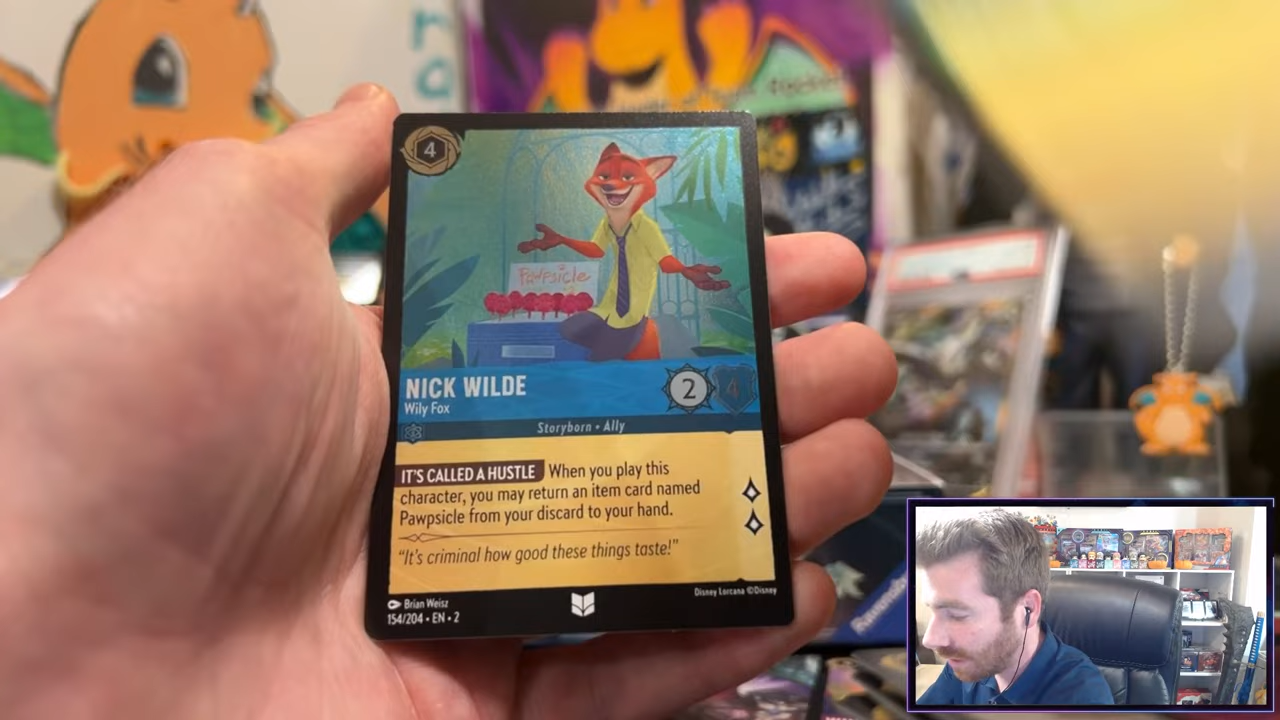 4
Pawpsicle
NICK WILDE
2 4
Wily Fox
Storyborn • Ally
IT'S CALLED A HUSTLE When you play this
character, you may return an item card named
Pawpsicle from your discard to your hand.
"It's criminal how good these things taste!"
Brian Weisz
Disney Lorcana ©Disney
154/204 • EN • 2